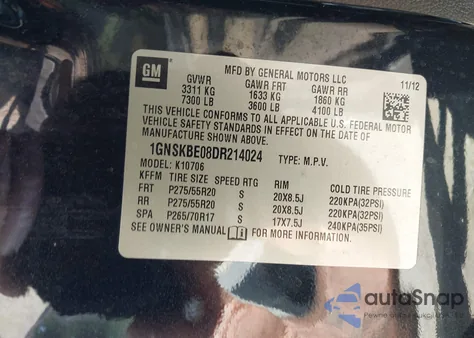 GM
MFD BY GENERAL MOTORS LLC
11/12
GVWR GAWR FRT GAWR RR
3311 KG 1633 KG 1860 KG
7300 LB 3600 LB 4100 LB
THIS VEHICLE CONFORMS TO ALL APPLICABLE U.S. FEDERAL MOTOR
VEHICLE SAFETY STANDARDS IN EFFECT ON THE DATE OF
MANUFACTURE SHOWN ABOVE.
1GNSKBE08DR214024 TYPE: M.P.V.
MODEL: K10706
KFFM TIRE SIZE SPEED RTG RIM COLD TIRE PRESSURE
FRT P275/55R20 S 20X8.5J 220KPA(32PSI)
RR P275/55R20 S 20X8.5J 220KPA(32PSI)
SPA P265/70R17 S 17X7.5J 240KPA(35PSI)
SEE OWNER'S MANUAL FOR MORE INFORMATION.
autoSnap